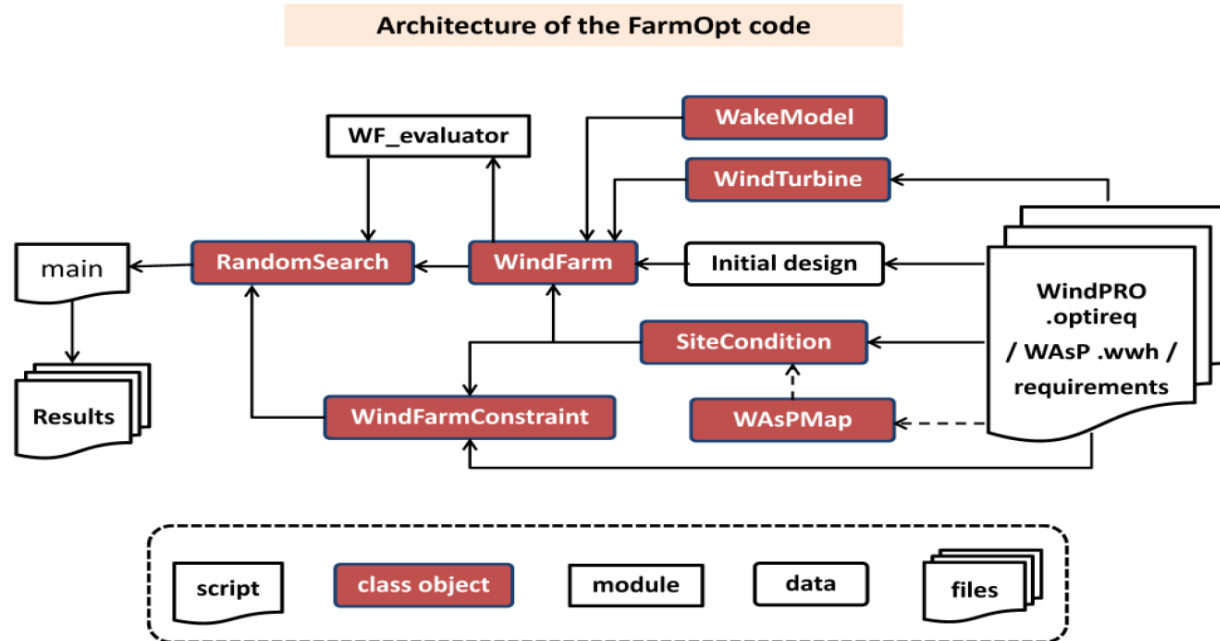 Architecture of the FarmOpt code
WakeModel
WF_evaluator
WindTurbine
main
RandomSearch
WindFarm
Initial design
WindPRO
.optireq
/ WAsP .wwh /
requirements
SiteCondition
Results
WindFarmConstraint
WAsPMap
script
class object
module
data
files